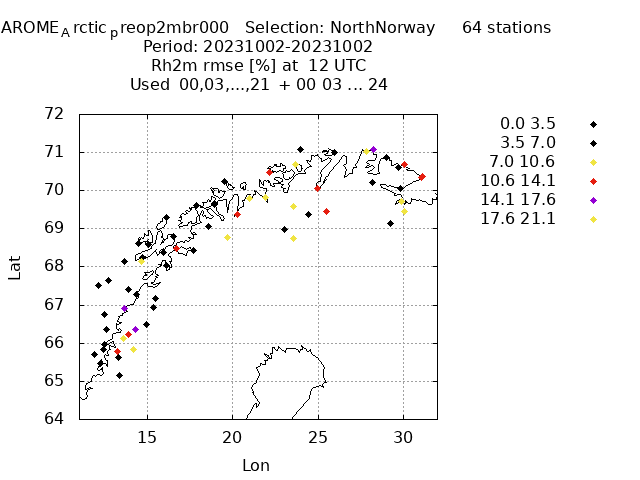 AROME_Arctic_preop2mbr000 Selection: NorthNorway 64 stations
Period: 20231002-20231002
Rh2m rmse [%] at 12 UTC
Used 00,03,...,21 + 00 03 ... 24
72
71
70
69
68
67
66
65
64
Lat
15 20 25 30
Lon
0.0 3.5
3.5 7.0
7.0 10.6
10.6 14.1
14.1 17.6
17.6 21.1